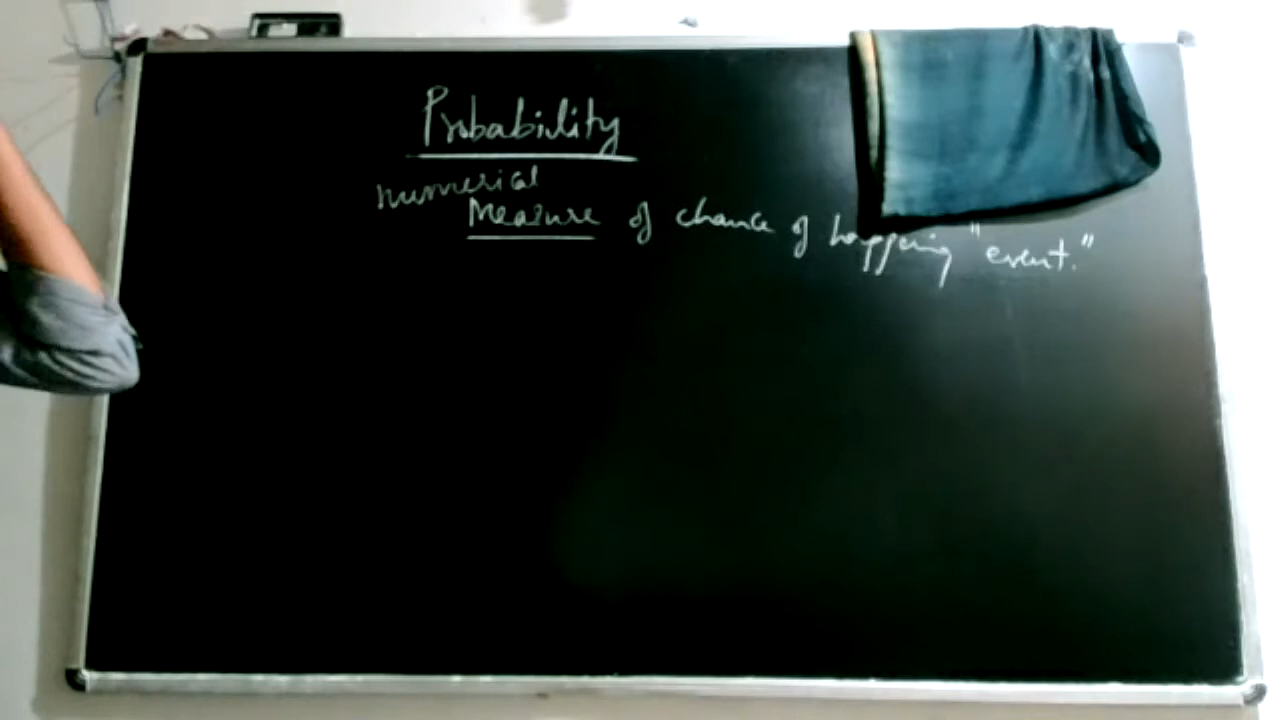 Probability
numerical
Measure of chance of happening "event."